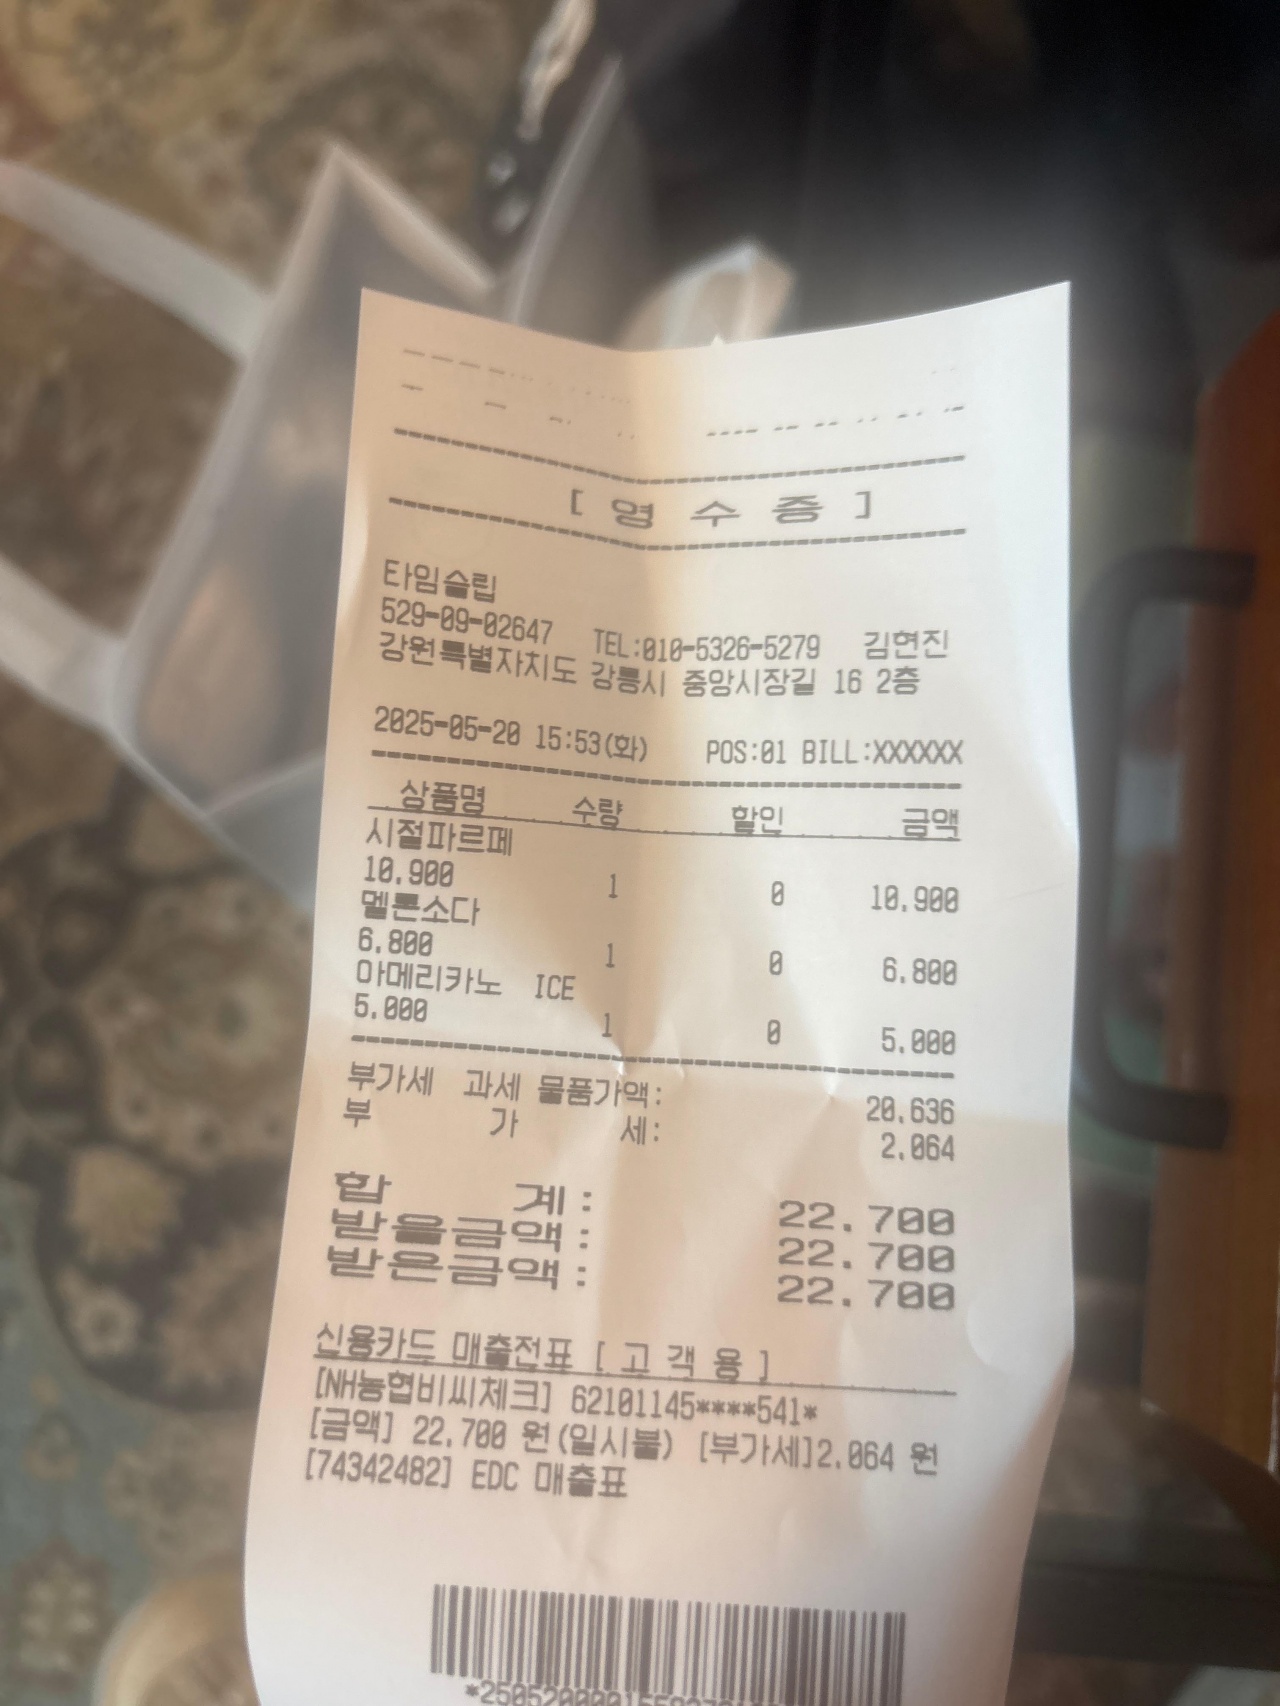 [ 영 수 증 ]
타임슬립
529-09-02647 TEL:010-5326-5279 김현진
강원특별자치도 강릉시 중앙시장길 16 2층
2025-05-20 15:53(화) POS:01 BILL:XXXXXX
상품명 수량 할인 금액
시절파르페
10.900 1 0 10.900
멜론소다
6.800 1 0 6.800
아메리카노 ICE
5.000 1 0 5.000
부가세 과세 물품가액: 20.636
부 가 세: 2.064
합 계: 22.700
받을금액: 22.700
받은금액: 22.700
신용카드 매출전표 [ 고 객 용 ]
[NH농협비씨체크] 62101145****541*
[금액] 22.700 원(일시불) [부가세]2.064 원
[74342482] EDC 매출표